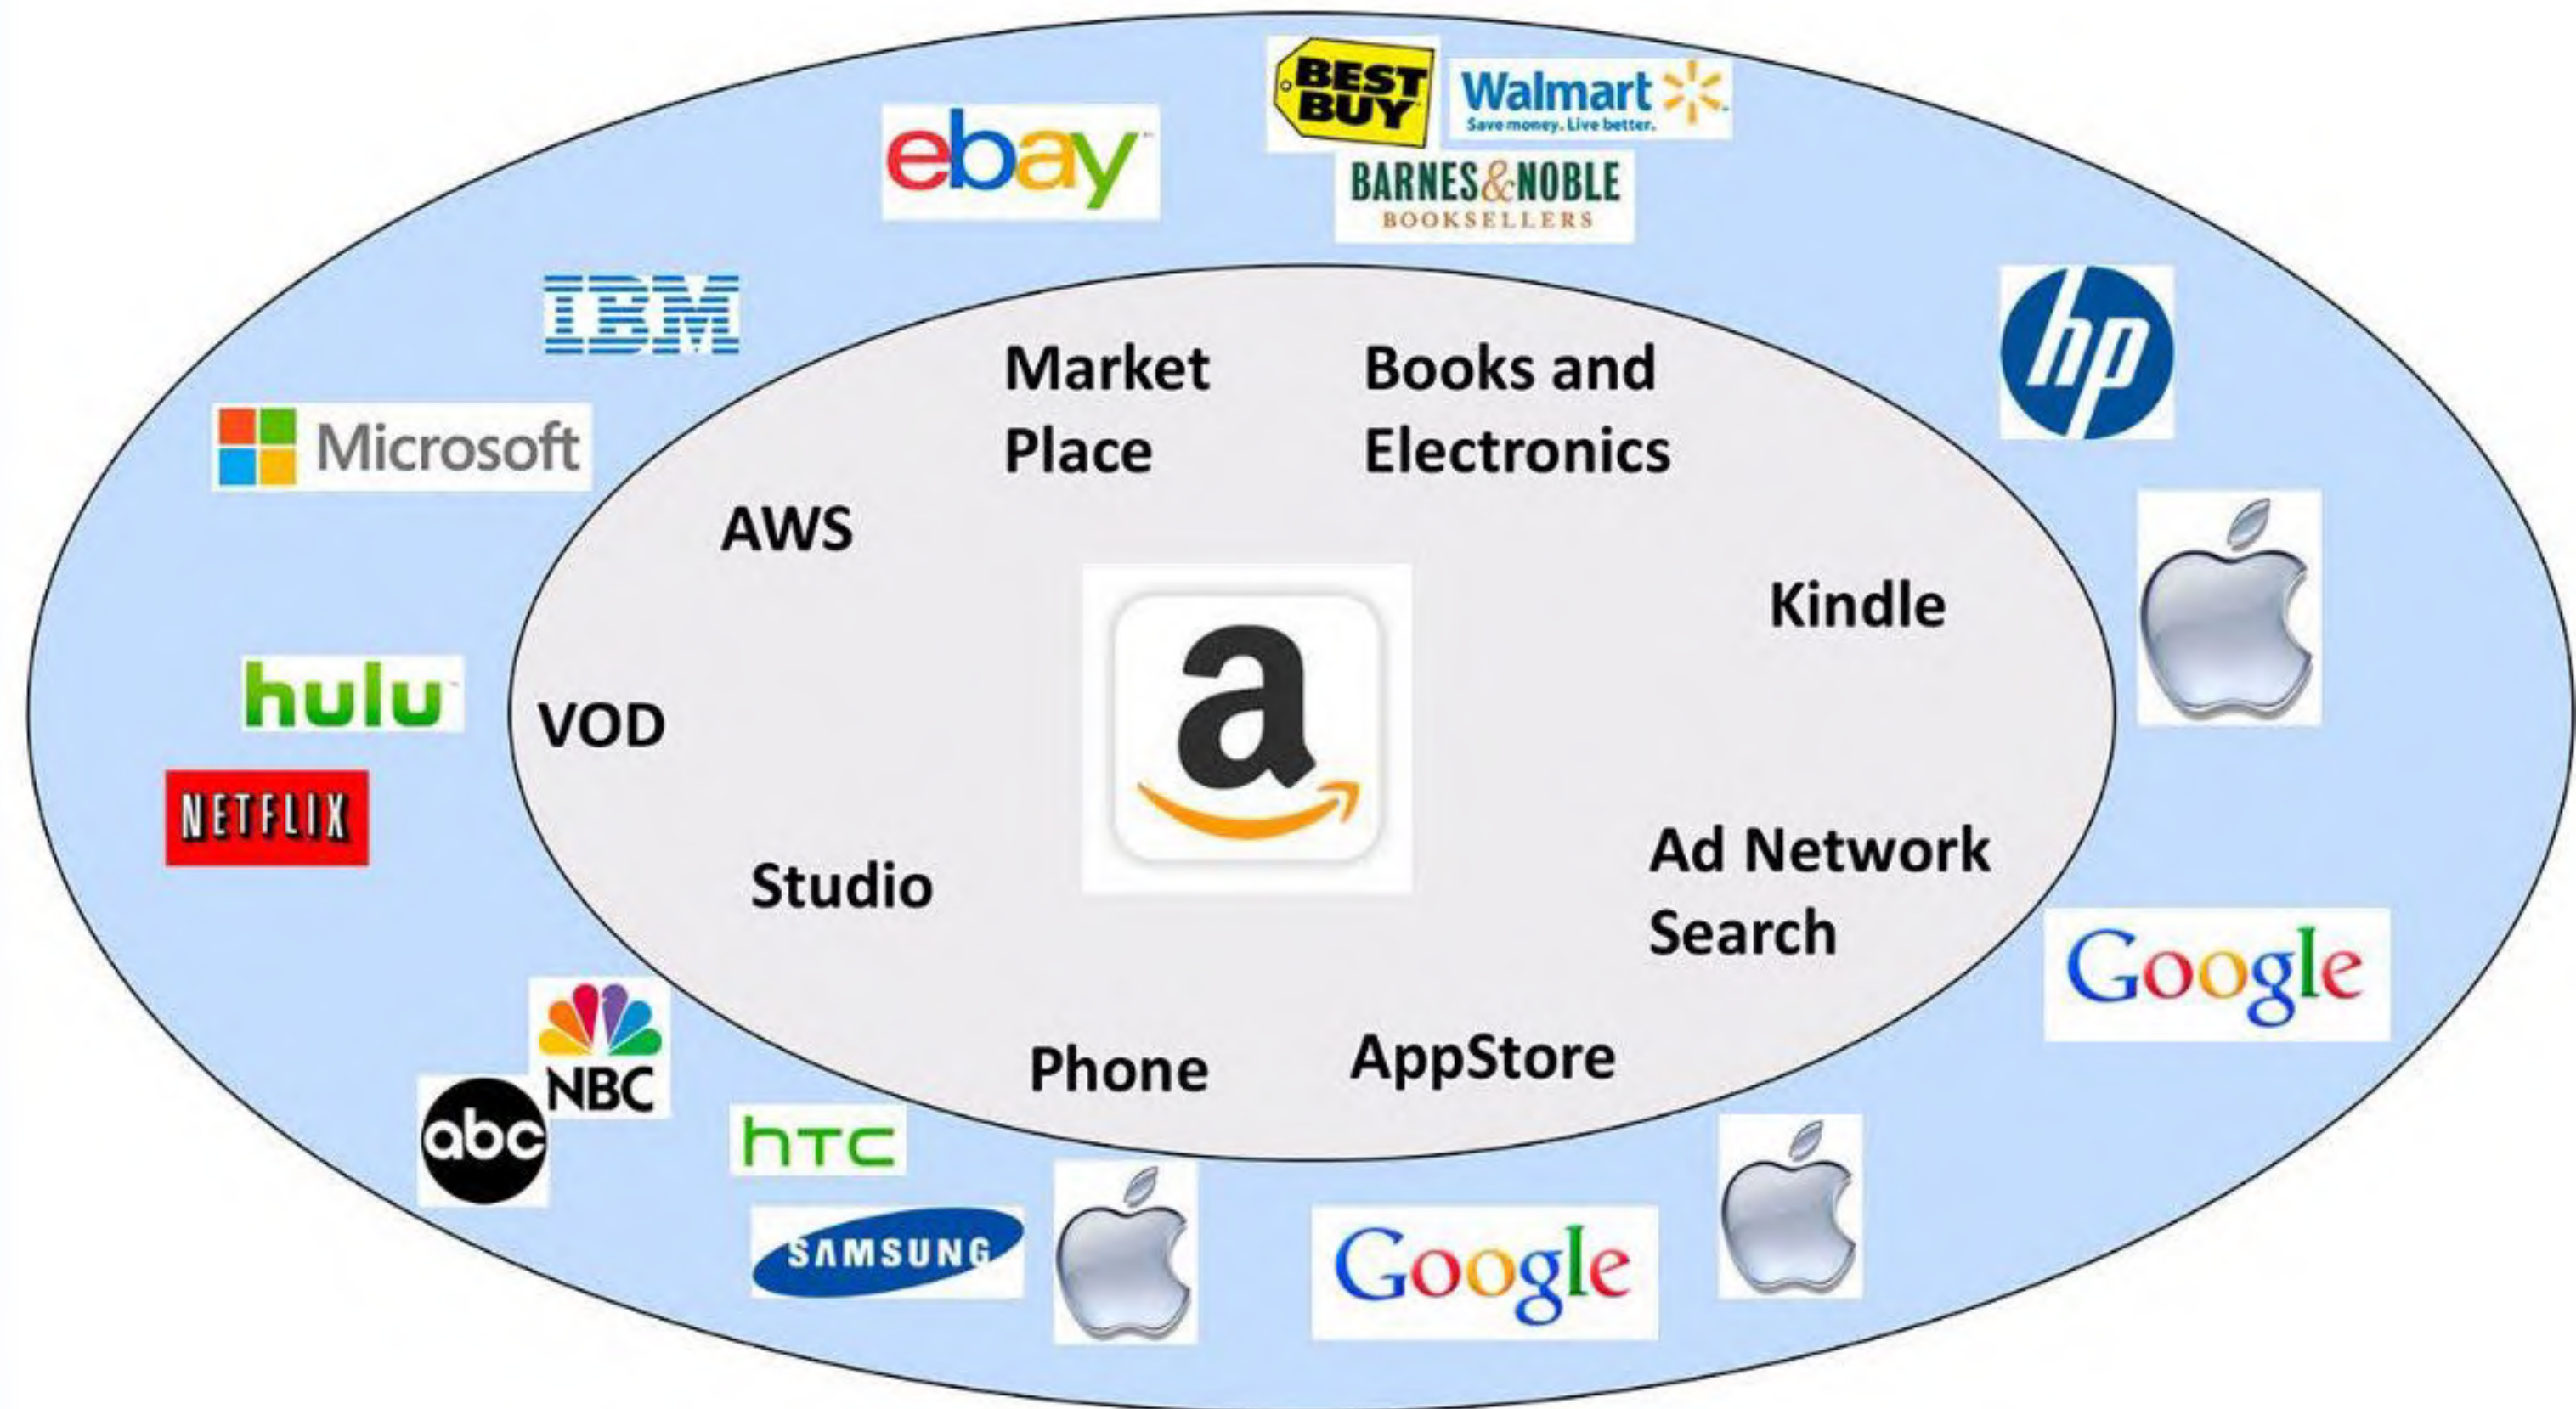 BEST
BUY
Walmart
Save money. Live better.
ebay
BARNES&NOBLE
BOOKSELLERS
IBM
hp
Market
Place
Books and
Electronics
Microsoft
AWS
Kindle
a
hulu
VOD
NETFLIX
Studio
Ad Network
Search
Google
NBC
abc
Phone
AppStore
hTC
SAMSUNG
Google